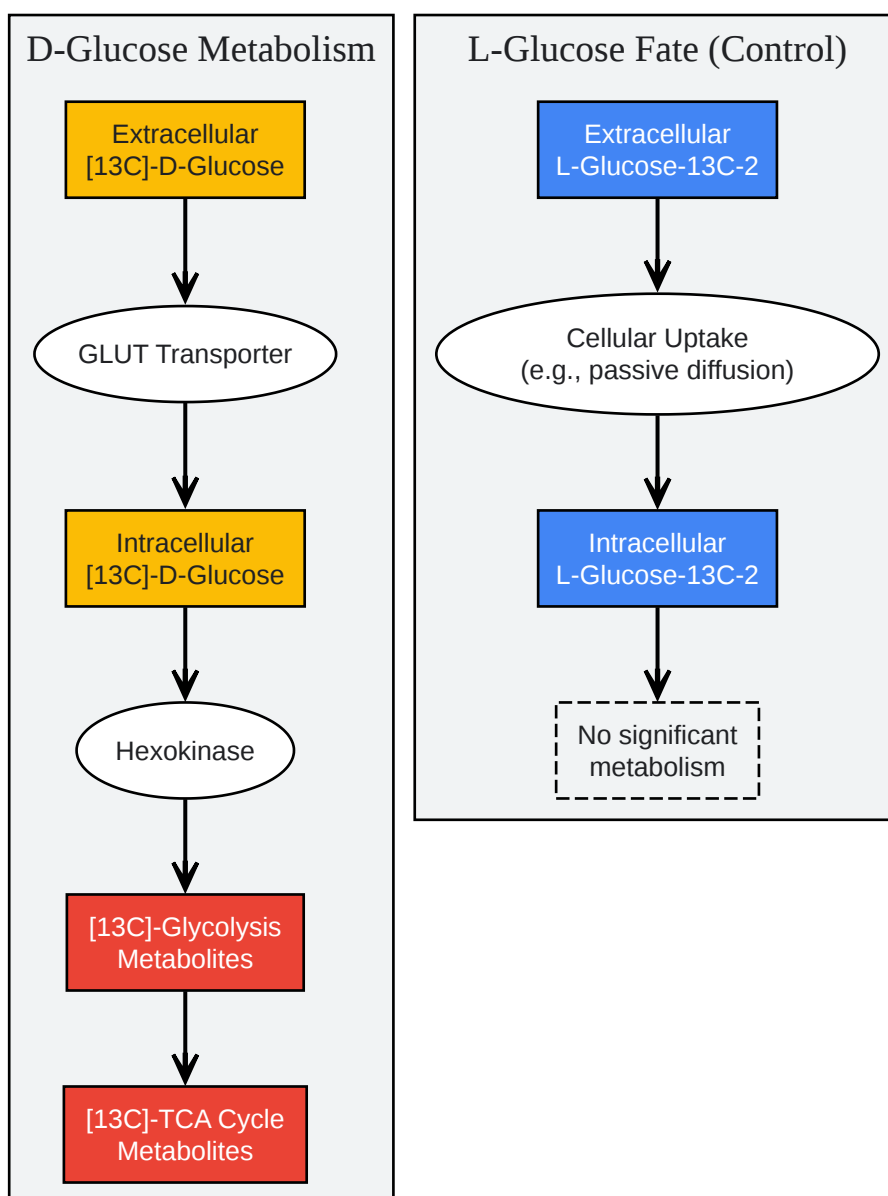 D-Glucose Metabolism
Extracellular
[13C]-D-Glucose
GLUT Transporter
Intracellular
[13C]-D-Glucose
Hexokinase
[13C]-Glycolysis
Metabolites
[13C]-TCA Cycle
Metabolites
L-Glucose Fate (Control)
Extracellular
L-Glucose-13C-2
Cellular Uptake
(e.g., passive diffusion)
Intracellular
L-Glucose-13C-2
No significant
metabolism